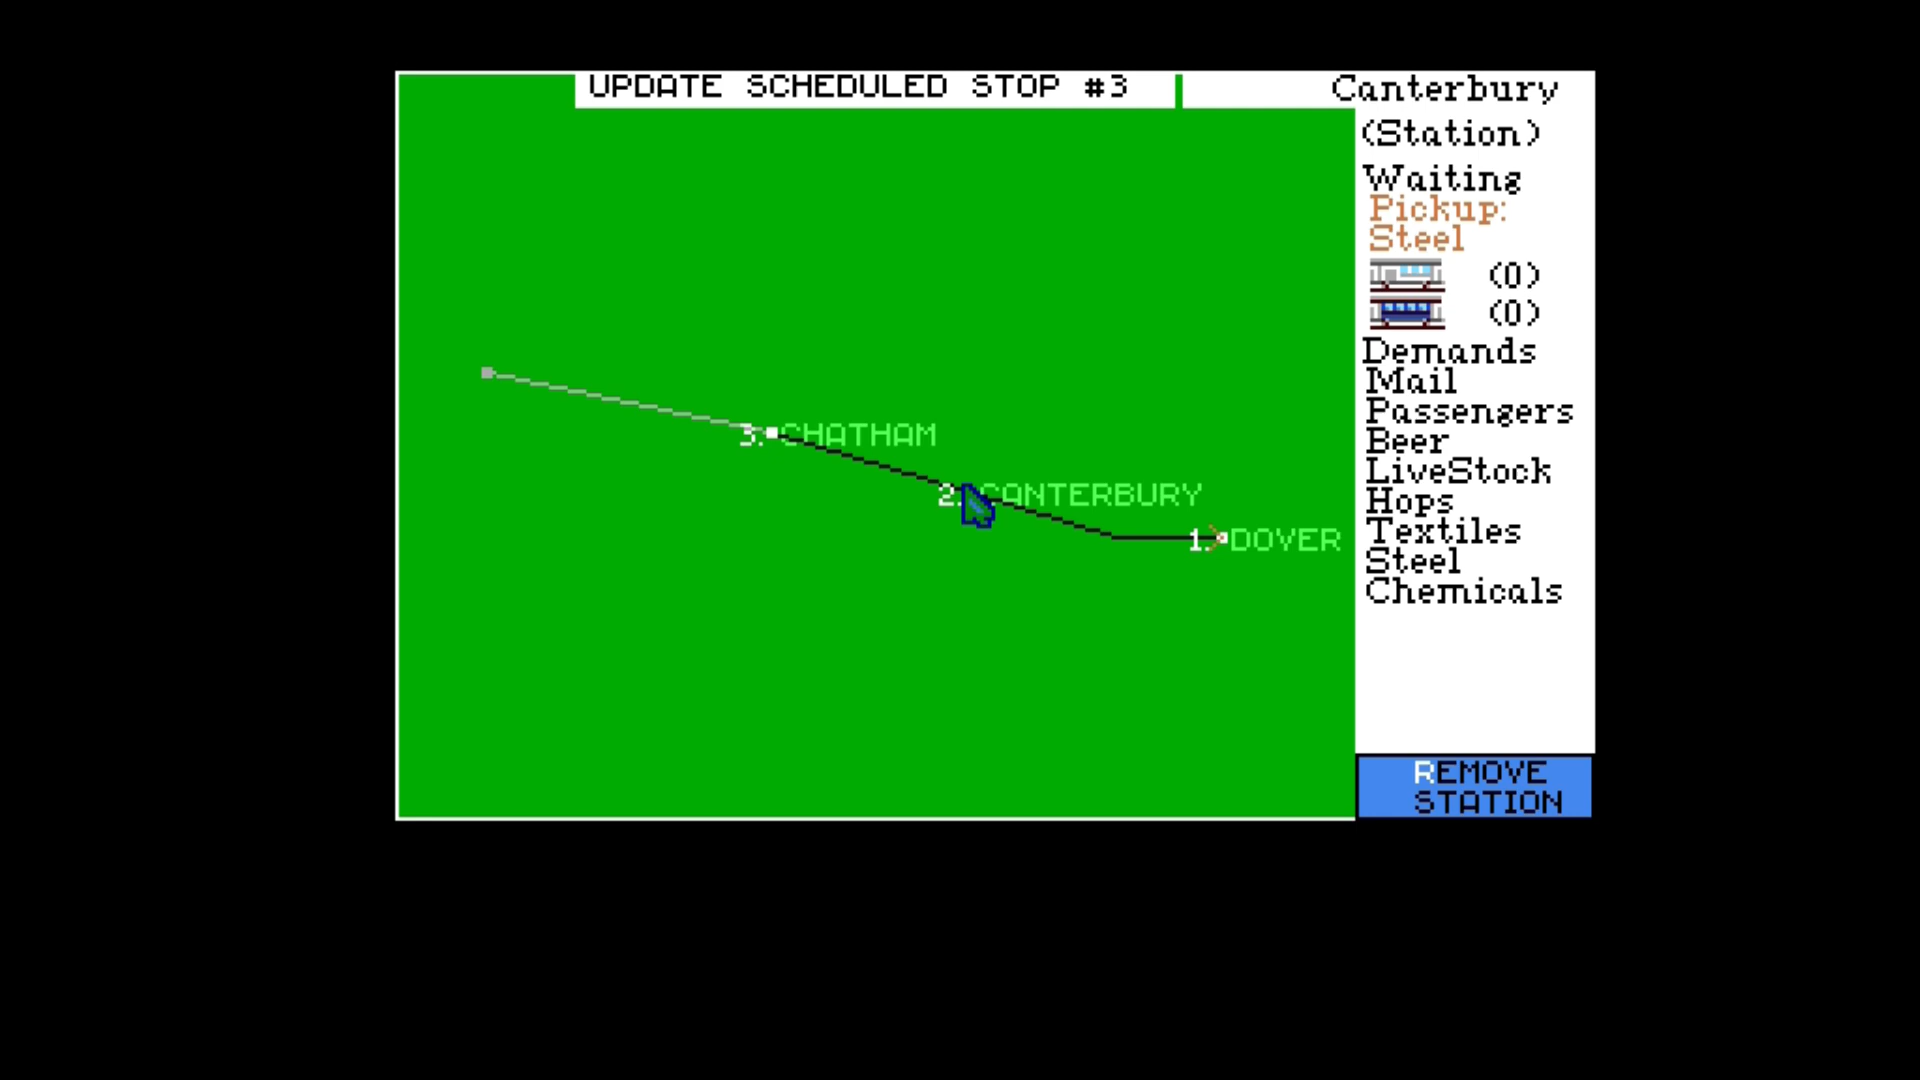 UPDATE SCHEDULED STOP #3
Canterbury
(Station)
Waiting
Pickup:
Steel
(0)
(0)
Demands
Mail
Passengers
Beer
LiveStock
Hops
Textiles
Steel
Chemicals
3. CHATHAM
2. CANTERBURY
1. DOVER
REMOVE
STATION